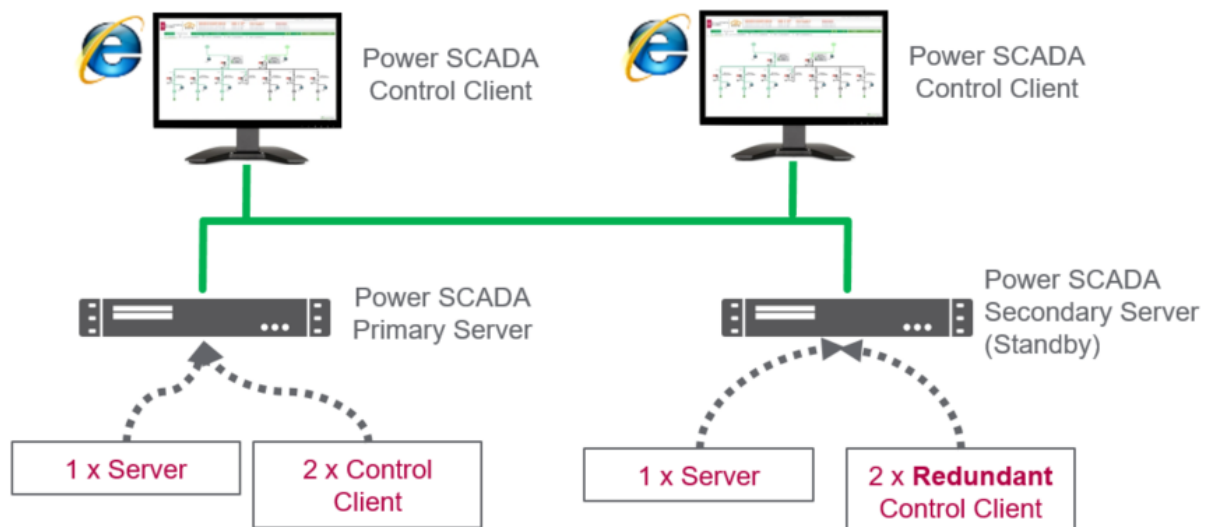 Power SCADA
Control Client
Power SCADA
Control Client
Power SCADA
Primary Server
Power SCADA
Secondary Server
(Standby)
1 x Server
2 x Control
Client
1 x Server
2 x Redundant
Control Client